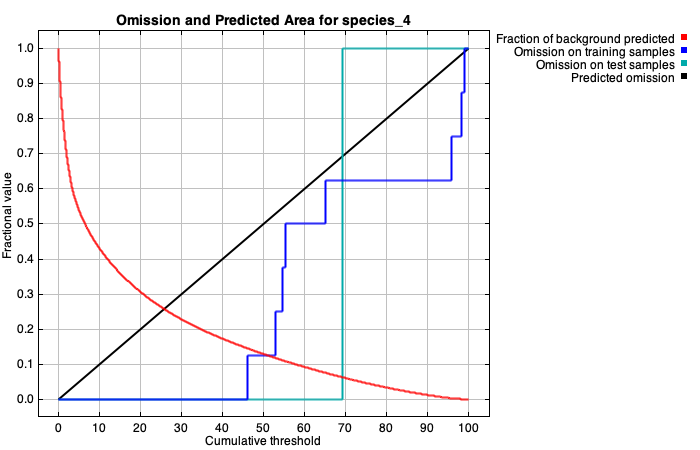 Omission and Predicted Area for species_4
Fraction of background predicted
Omission on training samples
Omission on test samples
Predicted omission
Fractional value
1.0
0.9
0.8
0.7
0.6
0.5
0.4
0.3
0.2
0.1
0.0
0 10 20 30 40 50 60 70 80 90 100
Cumulative threshold